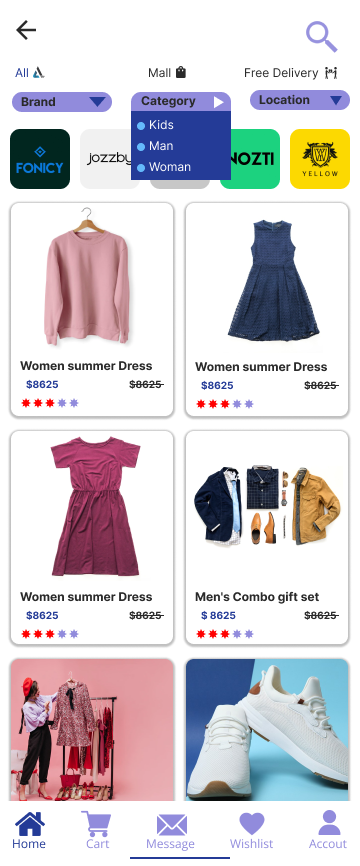 All
Mall
Free Delivery
Brand
Category
Location
Kids
Man
Woman
FONICY
jozzby
NOZTI
YELLOW
Women summer Dress
$8625 $8625
Women summer Dress
$8625 $8625
Women summer Dress
$8625 $8625
Men's Combo gift set
$ 8625 $8625
Home
Cart
Message
Wishlist
Accout